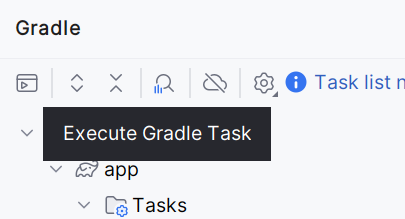 Gradle
Task list n
Execute Gradle Task
app
Tasks